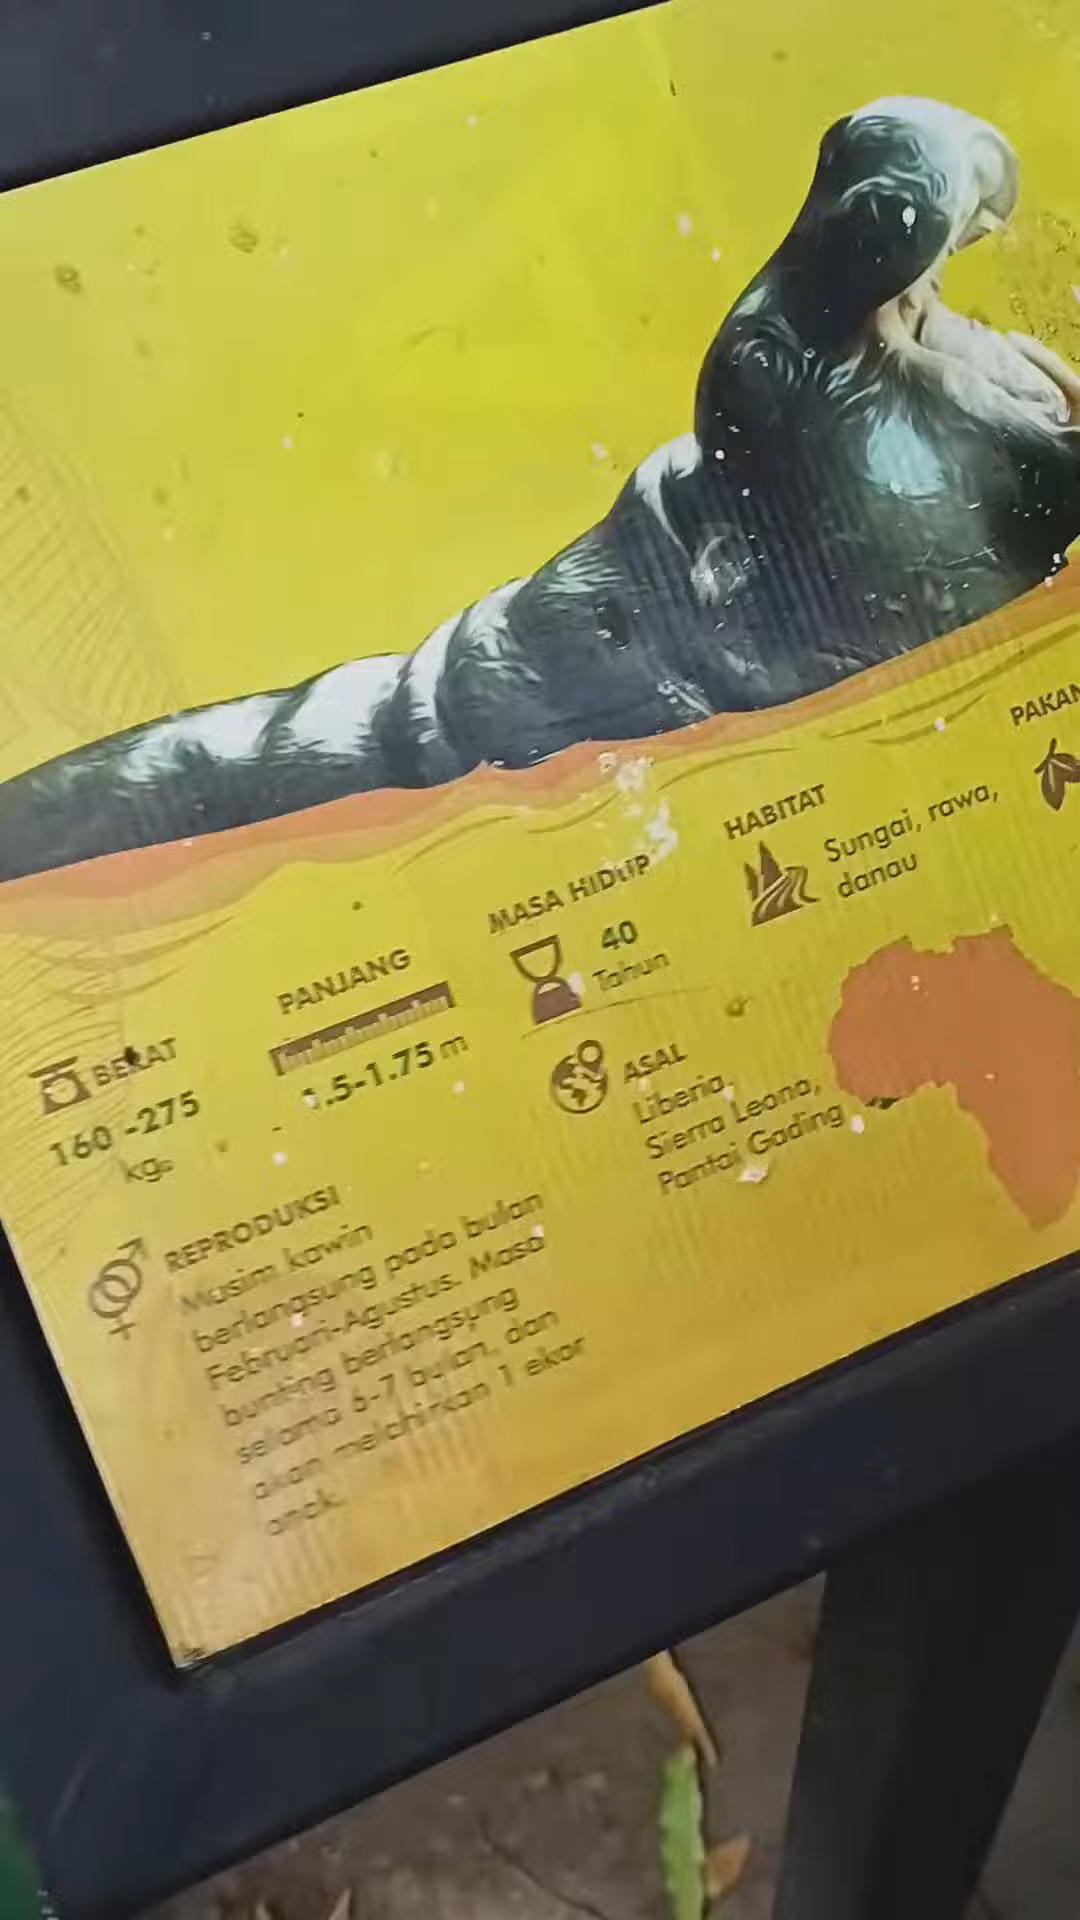 BERAT
160 -275
kg
PANJANG
1.5-1.75 m
MASA HIDUP
40
Tahun
HABITAT
Sungai, rawa,
danau
PAKAN
ASAL
Liberia,
Sierra Leona,
Pantai Gading
REPRODUKSI
Musim kawin
berlangsung pada bulan
Februari-Agustus. Masa
bunting berlangsung
selama 6-7 bulan, dan
akan melahirkan 1 ekor
anak.